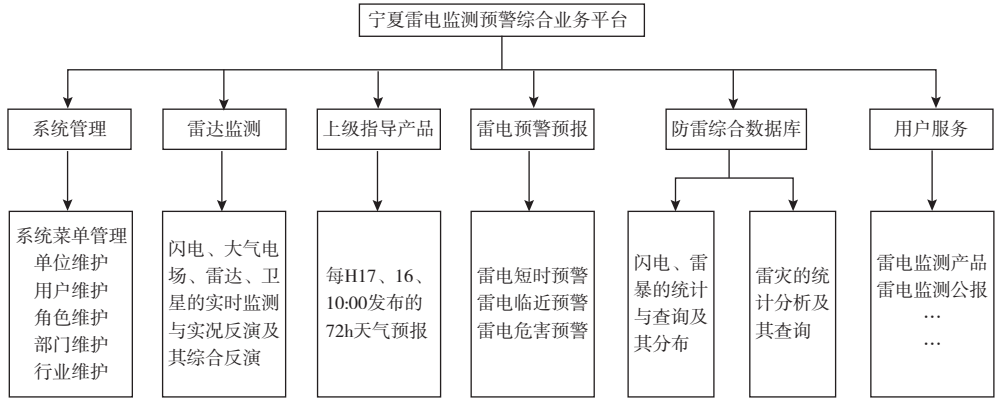 宁夏雷电监测预警综合业务平台
系统管理
雷达监测
上级指导产品
雷电预警预报
防雷综合数据库
用户服务
系统菜单管理
单位维护
用户维护
角色维护
部门维护
行业维护
闪电、大气电
场、雷达、卫
星的实时监测
与实况反演及
其综合反演
每H17、16、
10:00发布的
72h天气预报
雷电短时预警
雷电临近预警
雷电危害预警
闪电、雷
暴的统计
与查询及
其分布
雷灾的统
计分析及
其查询
雷电监测产品
雷电监测公报
…
…